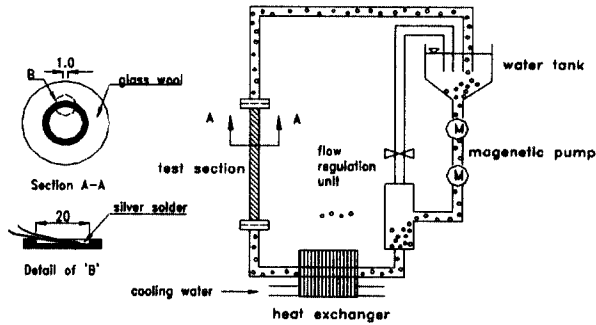 1.0
B
glass wool
Section A-A
20
silver solder
Detail of 'B'
A
A
test section
flow
regulation
unit
water tank
M
magenetic pump
M
cooling water
heat exchanger